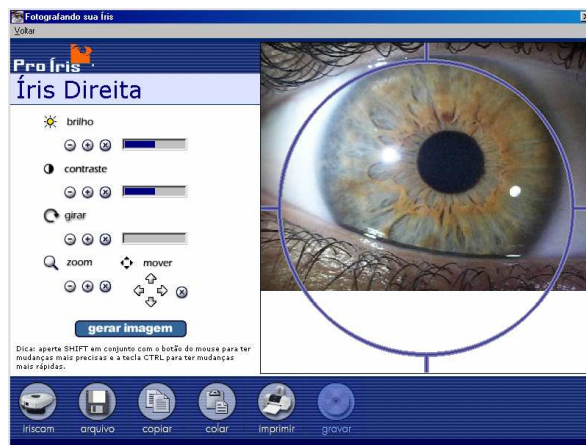 Fotografando sua Íris
Voltar
Pro Íris
Íris Direita
brilho
contraste
girar
zoom mover
gerar imagem
Dica: aperte SHIFT em conjunto com o botão do mouse para ter
mudanças mais precisas e a tecla CTRL para ter mudanças
mais rápidas.
iriscam arquivo copiar colar imprimir gravar